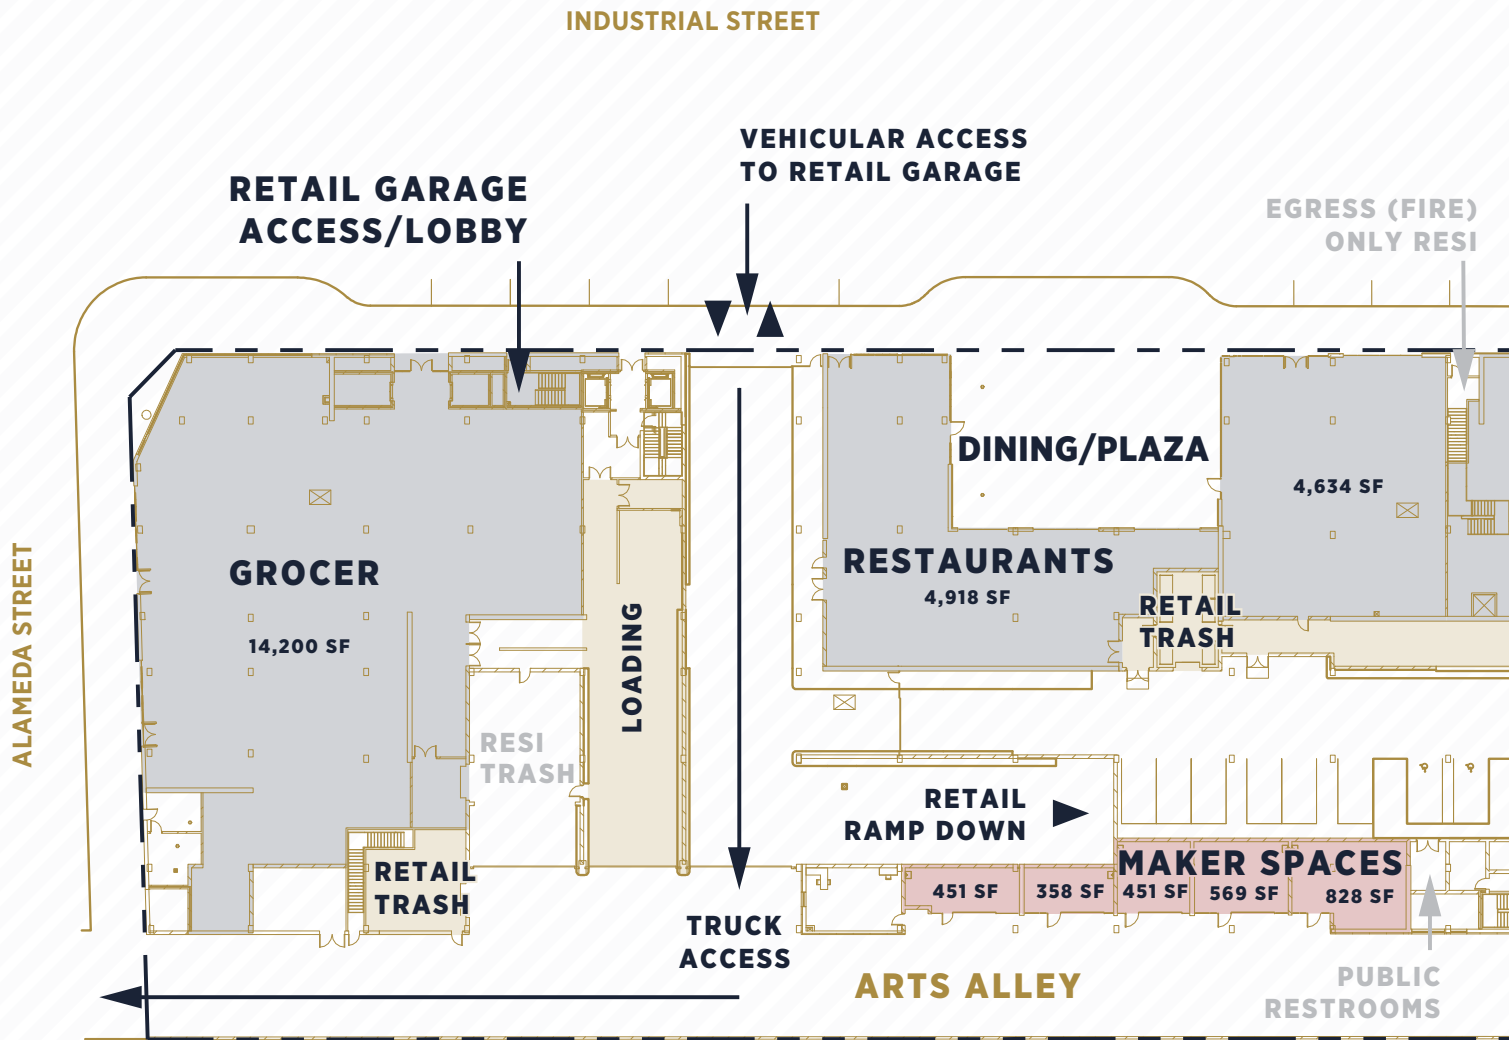 INDUSTRIAL STREET
VEHICULAR ACCESS
TO RETAIL GARAGE
RETAIL GARAGE
ACCESS/LOBBY
EGRESS (FIRE)
ONLY RESI
DINING/PLAZA
4,634 SF
ALAMEDA STREET
GROCER
14,200 SF
RESTAURANTS
4,918 SF
RETAIL
TRASH
LOADING
RESI
TRASH
RETAIL
RAMP DOWN
RETAIL
TRASH
MAKER SPACES
451 SF
358 SF
451 SF
569 SF
828 SF
TRUCK
ACCESS
ARTS ALLEY
PUBLIC
RESTROOMS